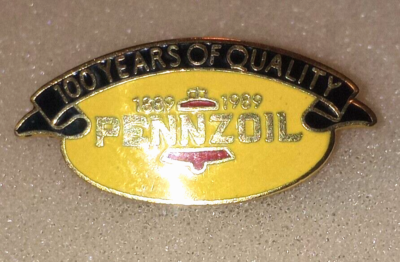 100 YEARS OF QUALITY
1889 1989
PENNZOIL